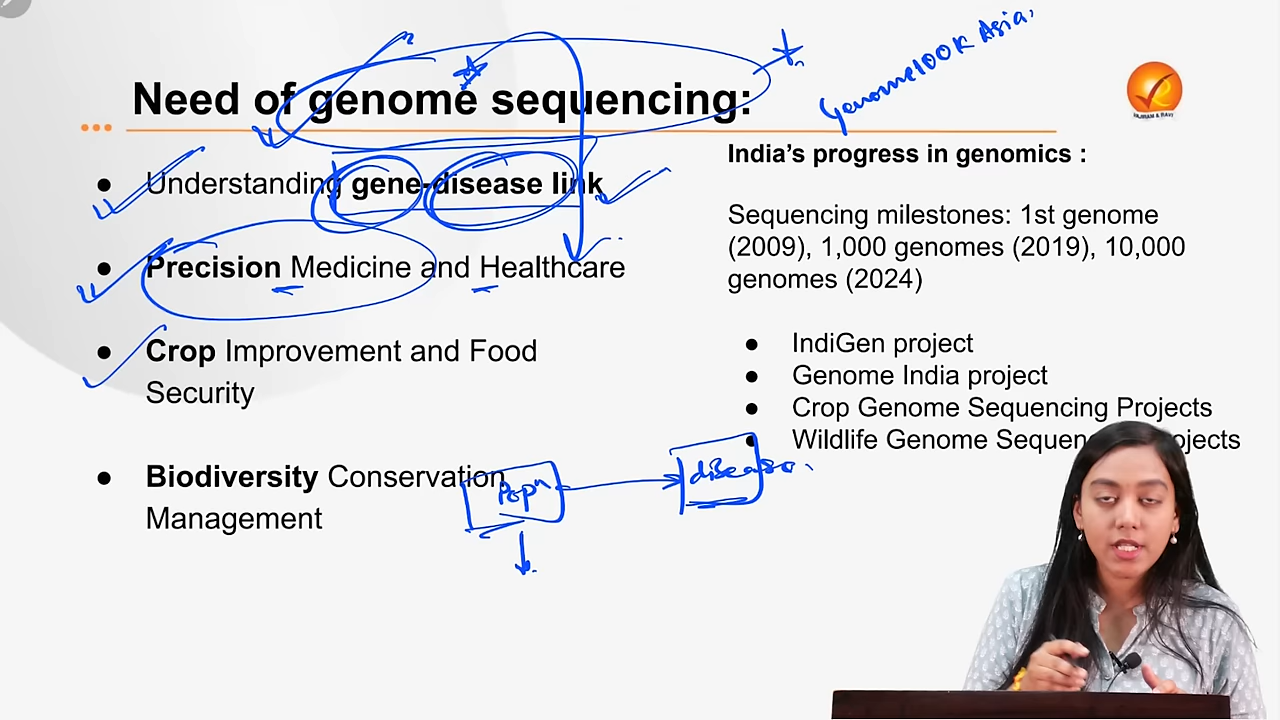 Genome100K Asia.
Need of genome sequencing:
VAJIRAM & RAVI
● Understanding gene-disease link
● Precision Medicine and Healthcare
● Crop Improvement and Food
Security
● Biodiversity Conservation
Management
Popn
disease
India's progress in genomics :
Sequencing milestones: 1st genome
(2009), 1,000 genomes (2019), 10,000
genomes (2024)
● IndiGen project
● Genome India project
● Crop Genome Sequencing Projects
● Wildlife Genome